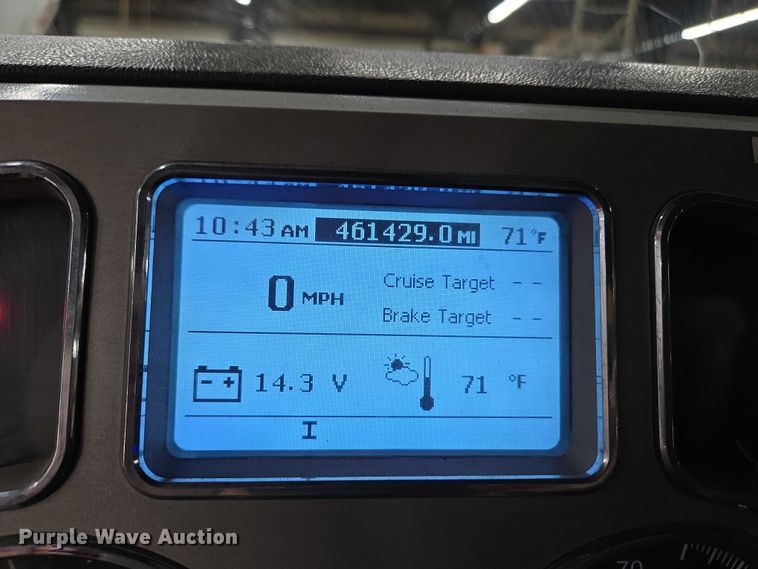 10:43 AM 461429.0 MI 71°F
0 MPH
Cruise Target - -
Brake Target - -
- + 14.3 V 71 °F
I
Purple Wave Auction
70